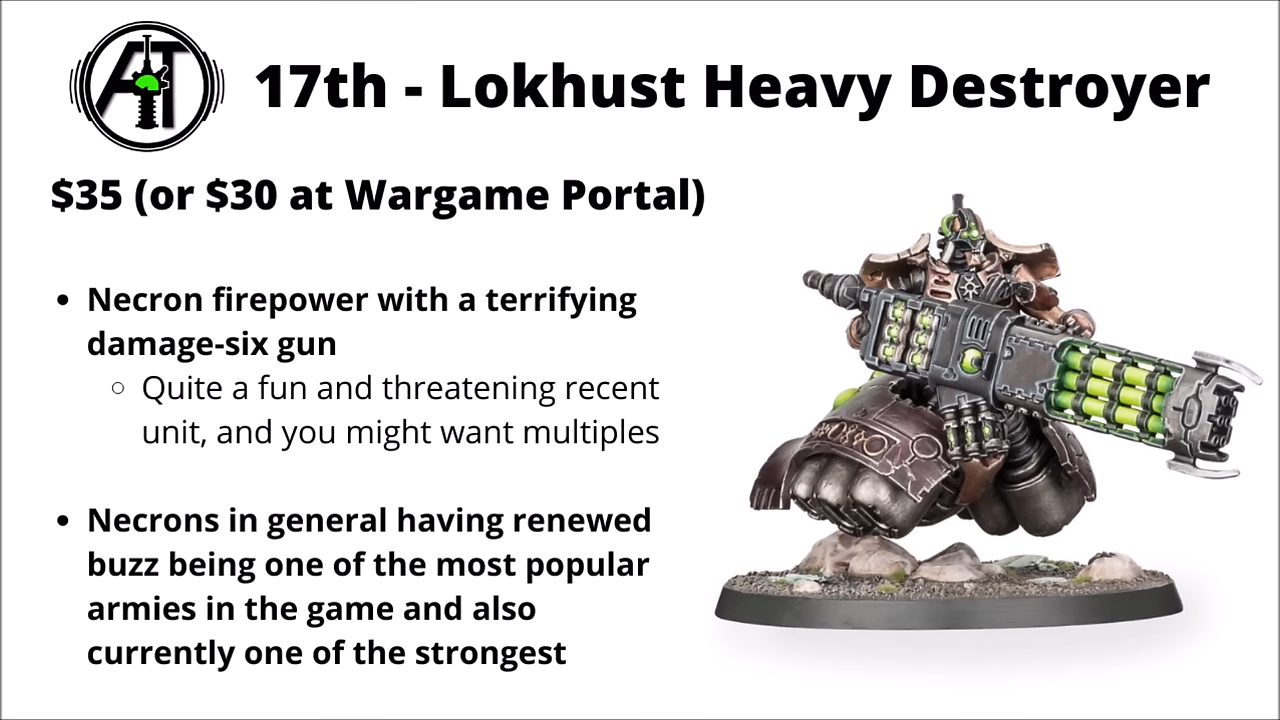 AT
17th - Lokhust Heavy Destroyer
$35 (or $30 at Wargame Portal)
• Necron firepower with a terrifying
damage-six gun
○ Quite a fun and threatening recent
unit, and you might want multiples
• Necrons in general having renewed
buzz being one of the most popular
armies in the game and also
currently one of the strongest